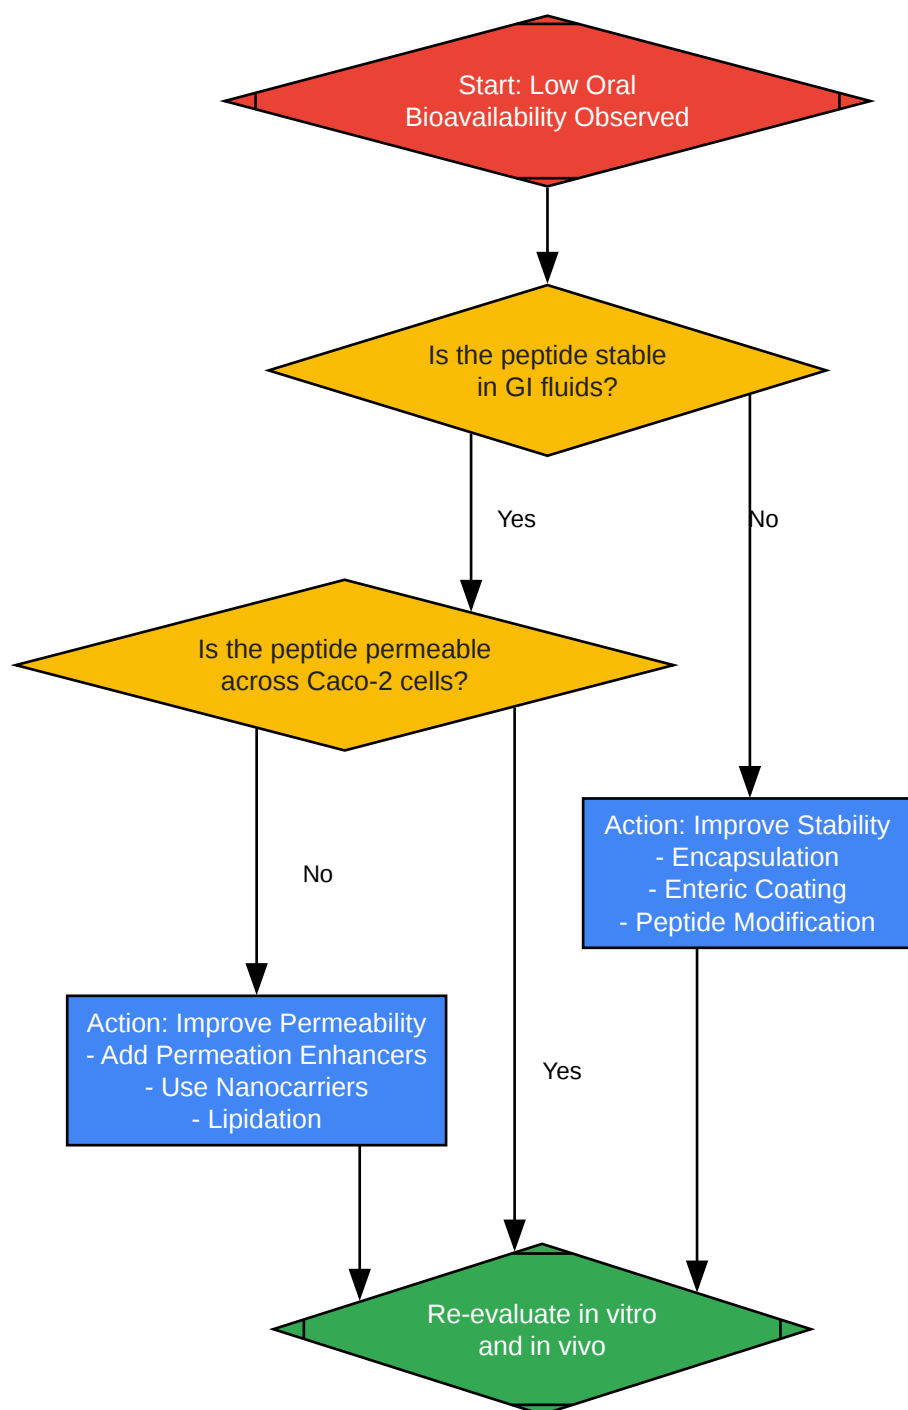 Start: Low Oral
Bioavailability Observed
Is the peptide stable
in GI fluids?
Yes
No
Is the peptide permeable
across Caco-2 cells?
Action: Improve Stability
- Encapsulation
- Enteric Coating
- Peptide Modification
No
Action: Improve Permeability
- Add Permeation Enhancers
- Use Nanocarriers
- Lipidation
Yes
Re-evaluate in vitro
and in vivo